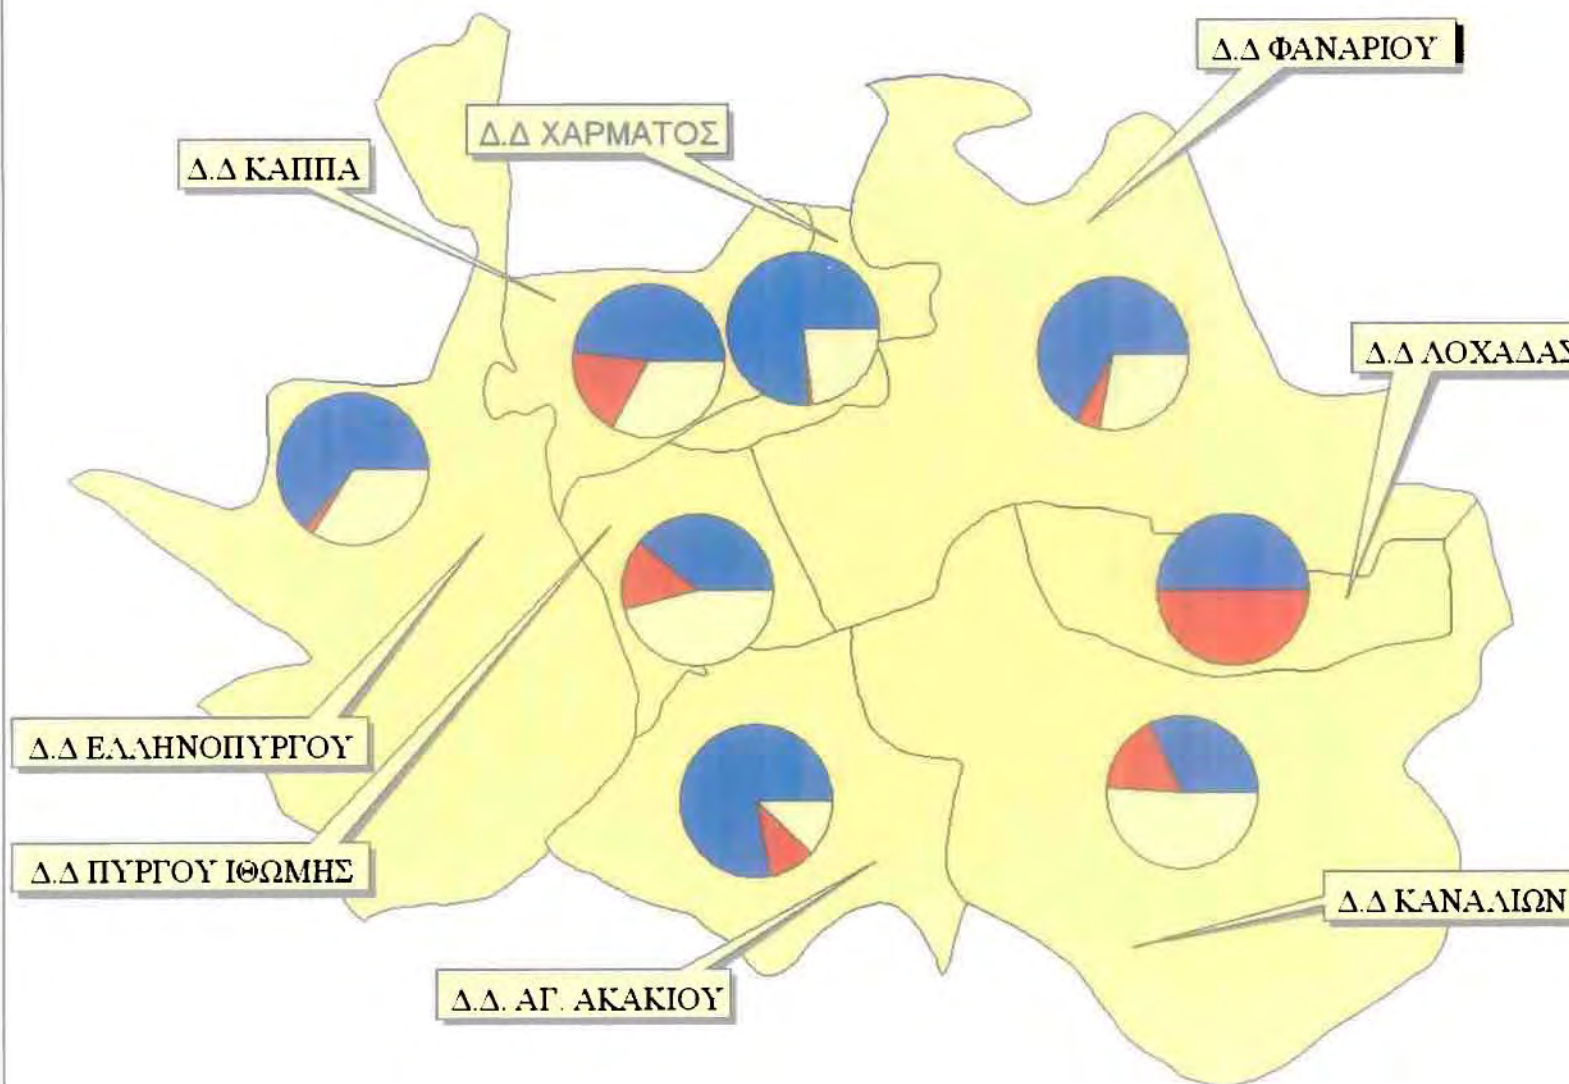 Δ.Δ ΦΑΝΑΡΙΟΥ
Δ.Δ ΧΑΡΜΑΤΟΣ
Δ.Δ ΚΑΠΠΑ
Δ.Δ ΛΟΧΑΔΑΣ
Δ.Δ ΕΛΛΗΝΟΠΥΡΓΟΥ
Δ.Δ ΠΥΡΓΟΥ ΙΘΩΜΗΣ
Δ.Δ ΚΑΝΑΛΙΩΝ
Δ.Δ. ΑΓ. ΑΚΑΚΙΟΥ